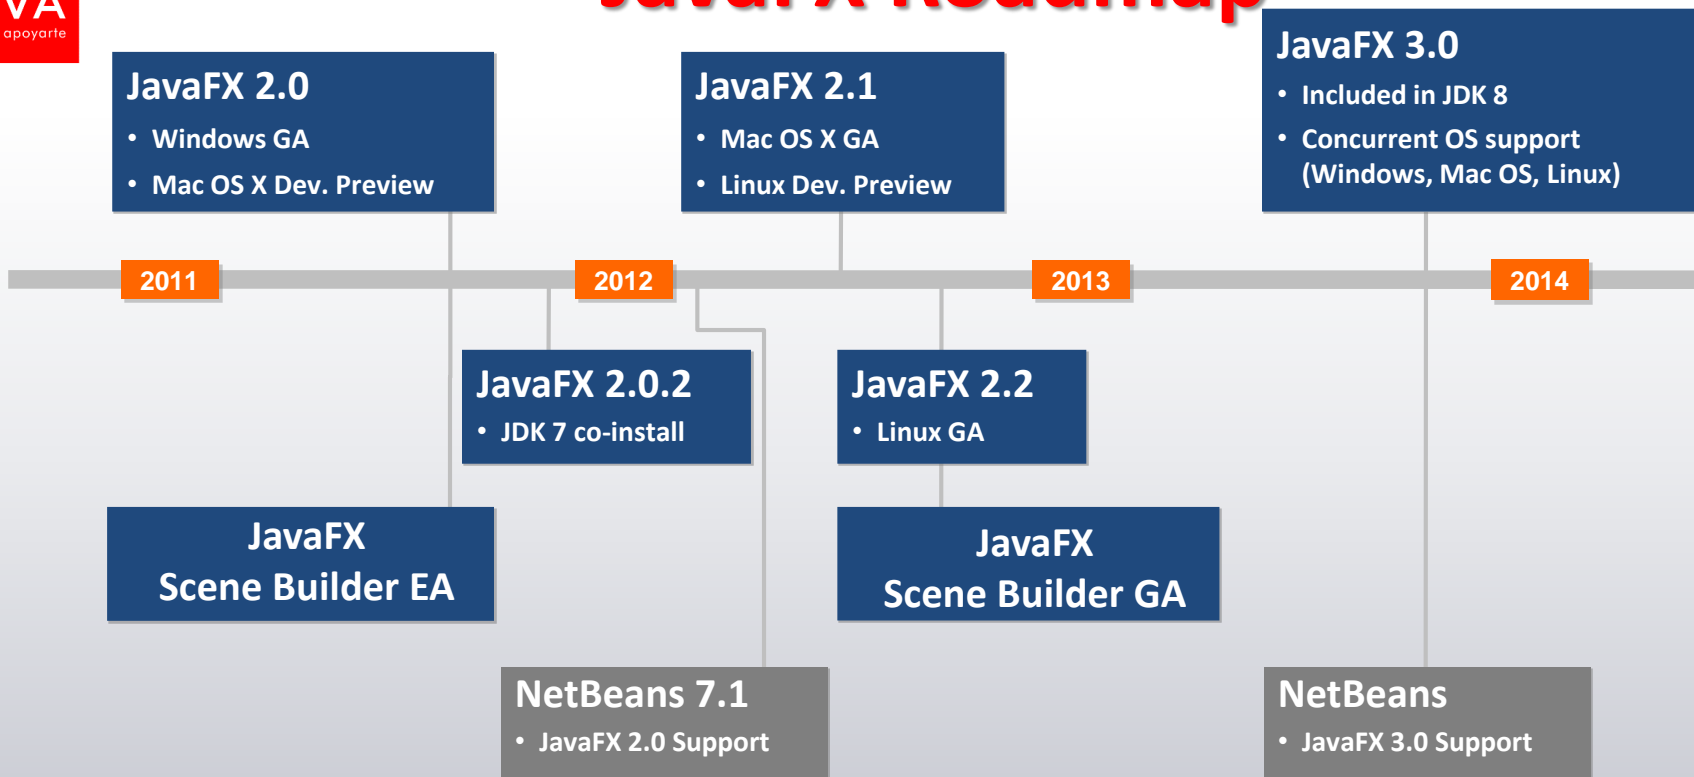 VA
apoyarte
JavaFX Roadmap
JavaFX 2.0
• Windows GA
• Mac OS X Dev. Preview
JavaFX 2.1
• Mac OS X GA
• Linux Dev. Preview
JavaFX 3.0
• Included in JDK 8
• Concurrent OS support
(Windows, Mac OS, Linux)
2011
2012
2013
2014
JavaFX 2.0.2
• JDK 7 co-install
JavaFX 2.2
• Linux GA
JavaFX
Scene Builder EA
JavaFX
Scene Builder GA
NetBeans 7.1
• JavaFX 2.0 Support
NetBeans
• JavaFX 3.0 Support